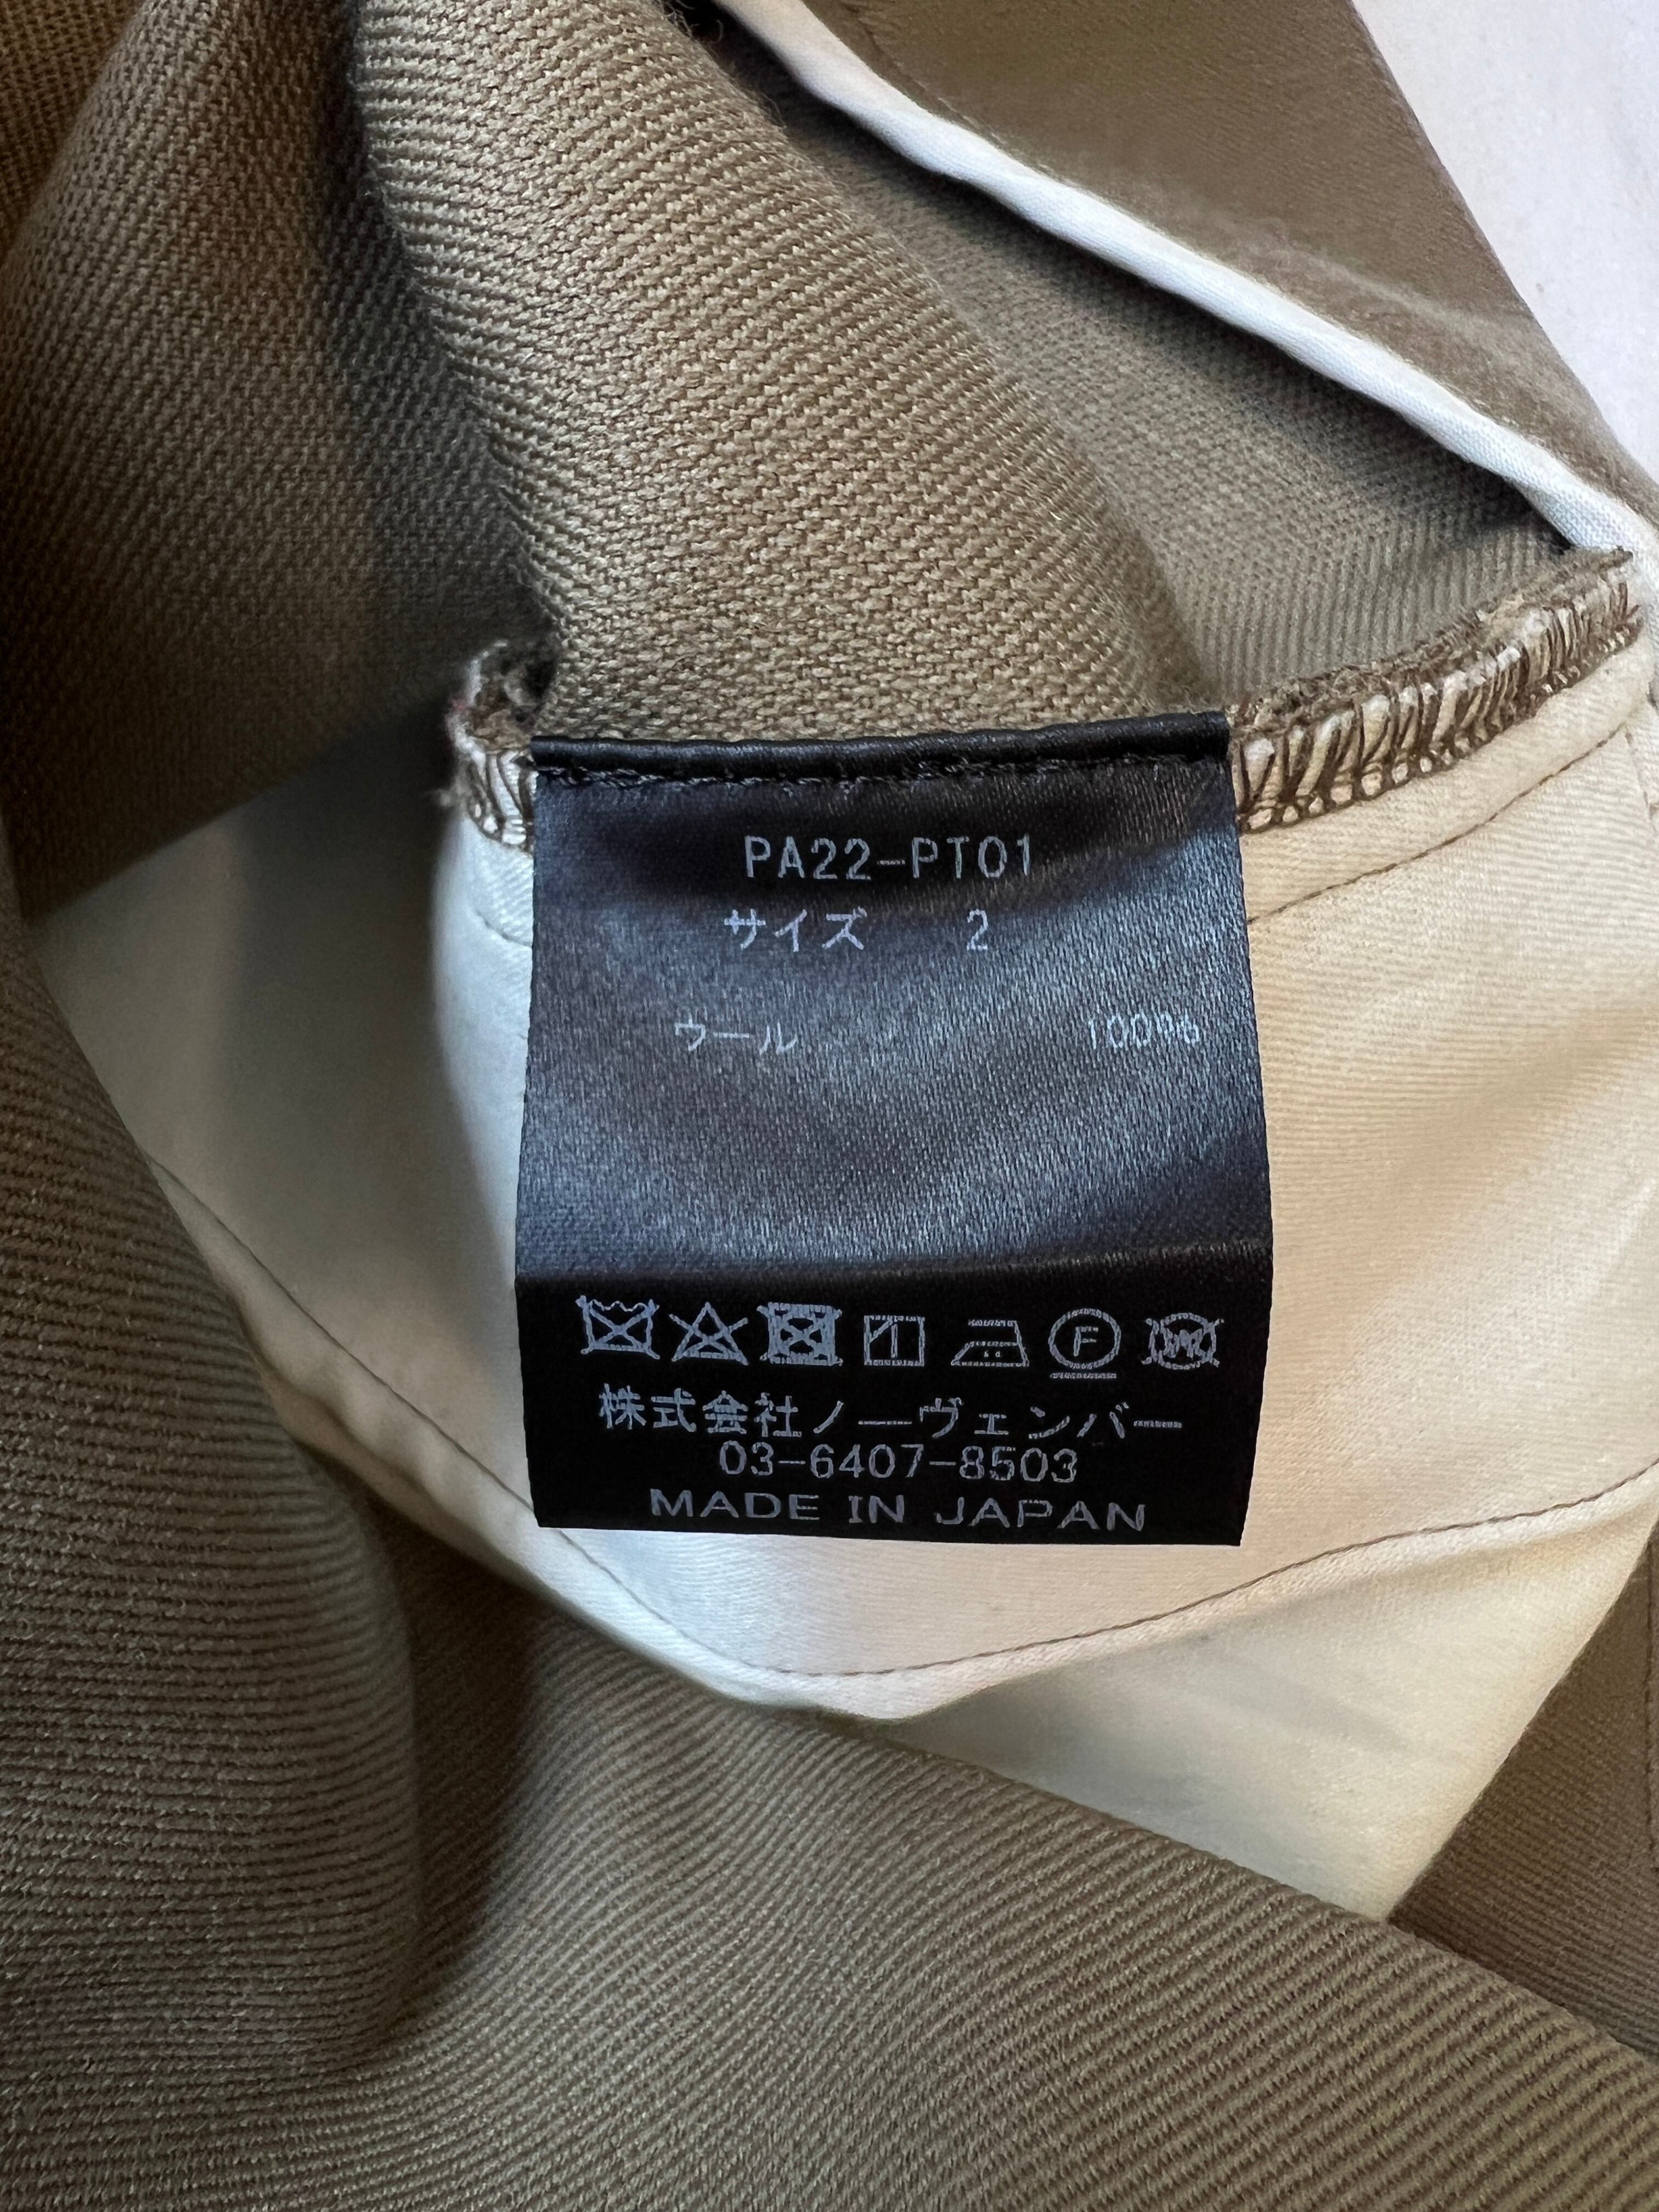 PA22-PT01
サイズ 2
ウール 100%
F
W
株式会社ノーヴェンバー
03-6407-8503
MADE IN JAPAN